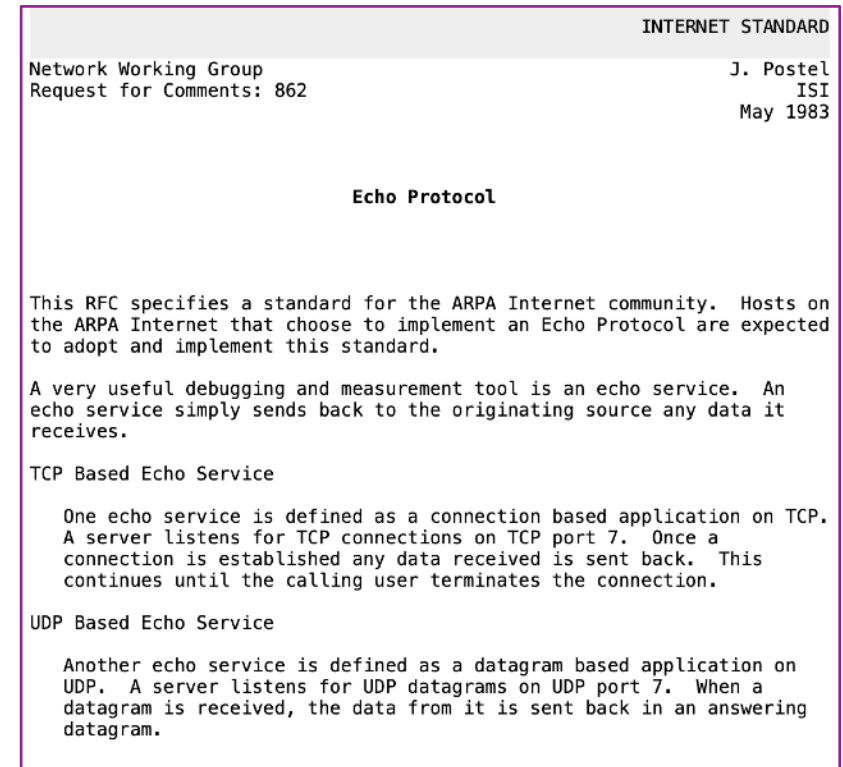 INTERNET STANDARD
Network Working Group J. Postel
Request for Comments: 862 ISI
May 1983
Echo Protocol
This RFC specifies a standard for the ARPA Internet community. Hosts on
the ARPA Internet that choose to implement an Echo Protocol are expected
to adopt and implement this standard.
A very useful debugging and measurement tool is an echo service. An
echo service simply sends back to the originating source any data it
receives.
TCP Based Echo Service
One echo service is defined as a connection based application on TCP.
A server listens for TCP connections on TCP port 7. Once a
connection is established any data received is sent back. This
continues until the calling user terminates the connection.
UDP Based Echo Service
Another echo service is defined as a datagram based application on
UDP. A server listens for UDP datagrams on UDP port 7. When a
datagram is received, the data from it is sent back in an answering
datagram.